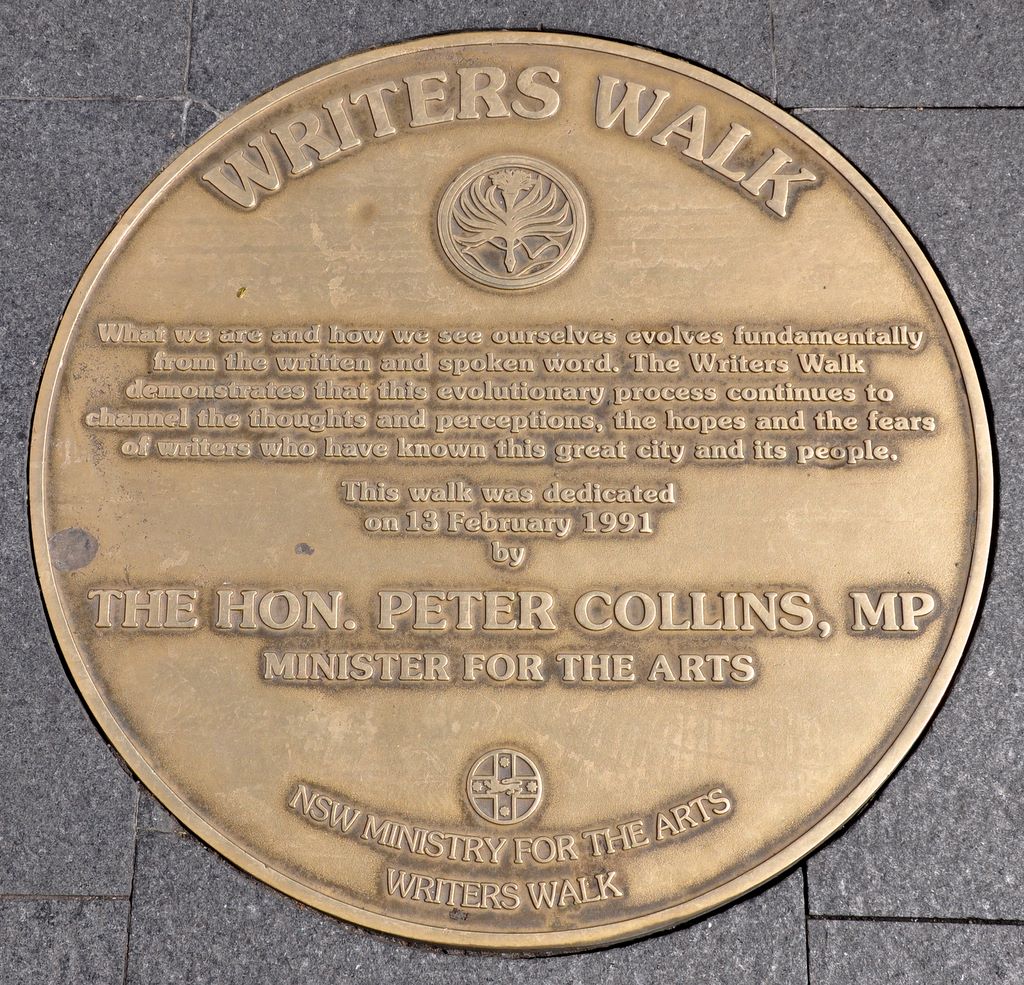 WRITERS WALK
What we are and how we see ourselves evolves fundamentally
from the written and spoken word. The Writers Walk
demonstrates that this evolutionary process continues to
channel the thoughts and perceptions, the hopes and the fears
of writers who have known this great city and its people.
This walk was dedicated
on 13 February 1991
by
THE HON. PETER COLLINS, MP
MINISTER FOR THE ARTS
NSW MINISTRY FOR THE ARTS
WRITERS WALK